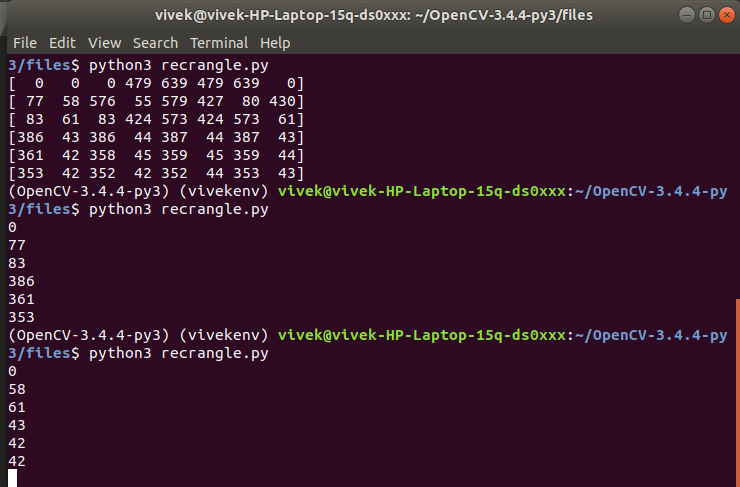 vivek@vivek-HP-Laptop-15q-ds0xxx: ~/OpenCV-3.4.4-py3/files
File Edit View Search Terminal Help
3/files$ python3 recrangle.py
[  0   0   0 479 639 479 639   0]
[ 77  58 576  55 579 427  80 430]
[ 83  61  83 424 573 424 573  61]
[386  43 386  44 387  44 387  43]
[361  42 358  45 359  45 359  44]
[353  42 352  42 352  44 353  43]
(OpenCV-3.4.4-py3) (vivekenv) vivek@vivek-HP-Laptop-15q-ds0xxx:~/OpenCV-3.4.4-py
3/files$ python3 recrangle.py
0
77
83
386
361
353
(OpenCV-3.4.4-py3) (vivekenv) vivek@vivek-HP-Laptop-15q-ds0xxx:~/OpenCV-3.4.4-py
3/files$ python3 recrangle.py
0
58
61
43
42
42